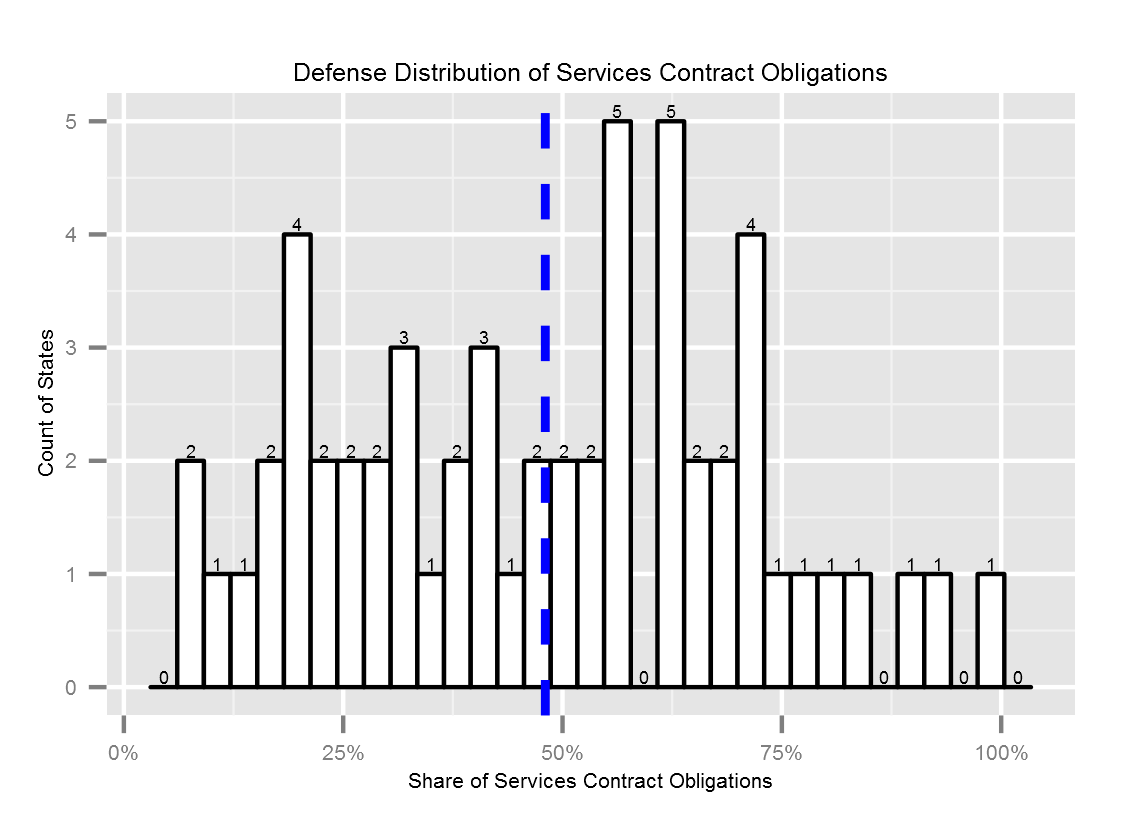 Defense Distribution of Services Contract Obligations
5
4
3
2
1
0
Count of States
0 2 1 1 2 4 2 2 2 3 1 2 3 1 2 2 2 5 0 5 2 2 4 1 1 1 1 0 1 1 0 1 0
0% 25% 50% 75% 100%
Share of Services Contract Obligations